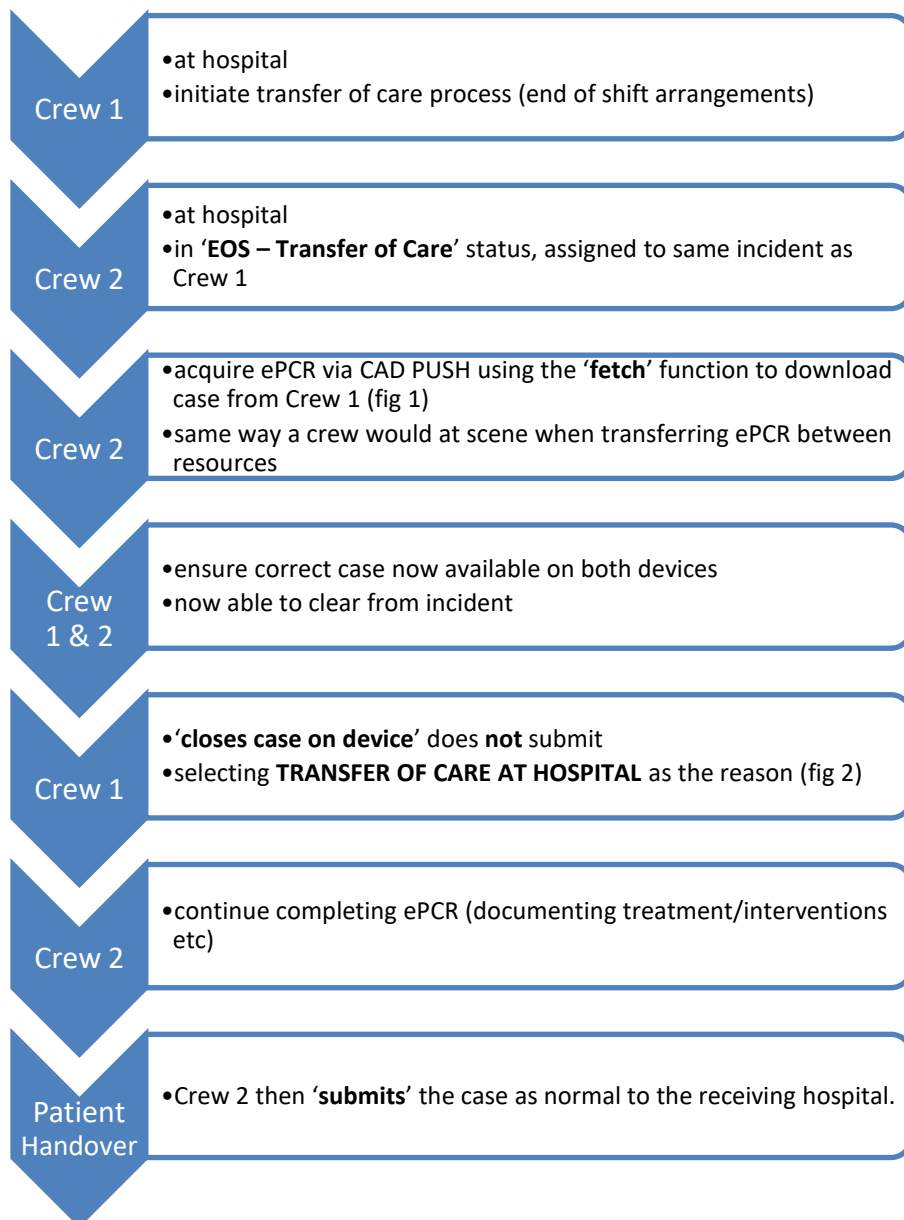 Crew 1
•at hospital
•initiate transfer of care process (end of shift arrangements)
Crew 2
•at hospital
•in ‘EOS – Transfer of Care’ status, assigned to same incident as
Crew 1
Crew 2
•acquire ePCR via CAD PUSH using the ‘fetch’ function to download
case from Crew 1 (fig 1)
•same way a crew would at scene when transferring ePCR between
resources
Crew
1 & 2
•ensure correct case now available on both devices
•now able to clear from incident
Crew 1
•‘closes case on device’ does not submit
•selecting TRANSFER OF CARE AT HOSPITAL as the reason (fig 2)
Crew 2
•continue completing ePCR (documenting treatment/interventions
etc)
Patient
Handover
•Crew 2 then ‘submits’ the case as normal to the receiving hospital.